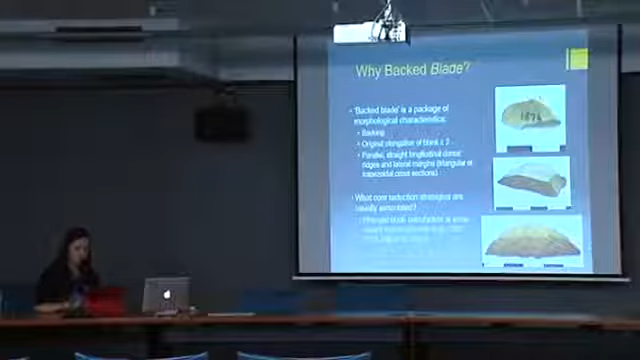 Why Backed Blade?
'Backed blade' is a package of
morphological characteristics:
Backing
Original elongation of blank ≥ 2
Parallel, straight longitudinal dorsal
ridges and lateral margins (triangular or
trapezoidal cross sections)
What core reduction strategies are
usually associated?